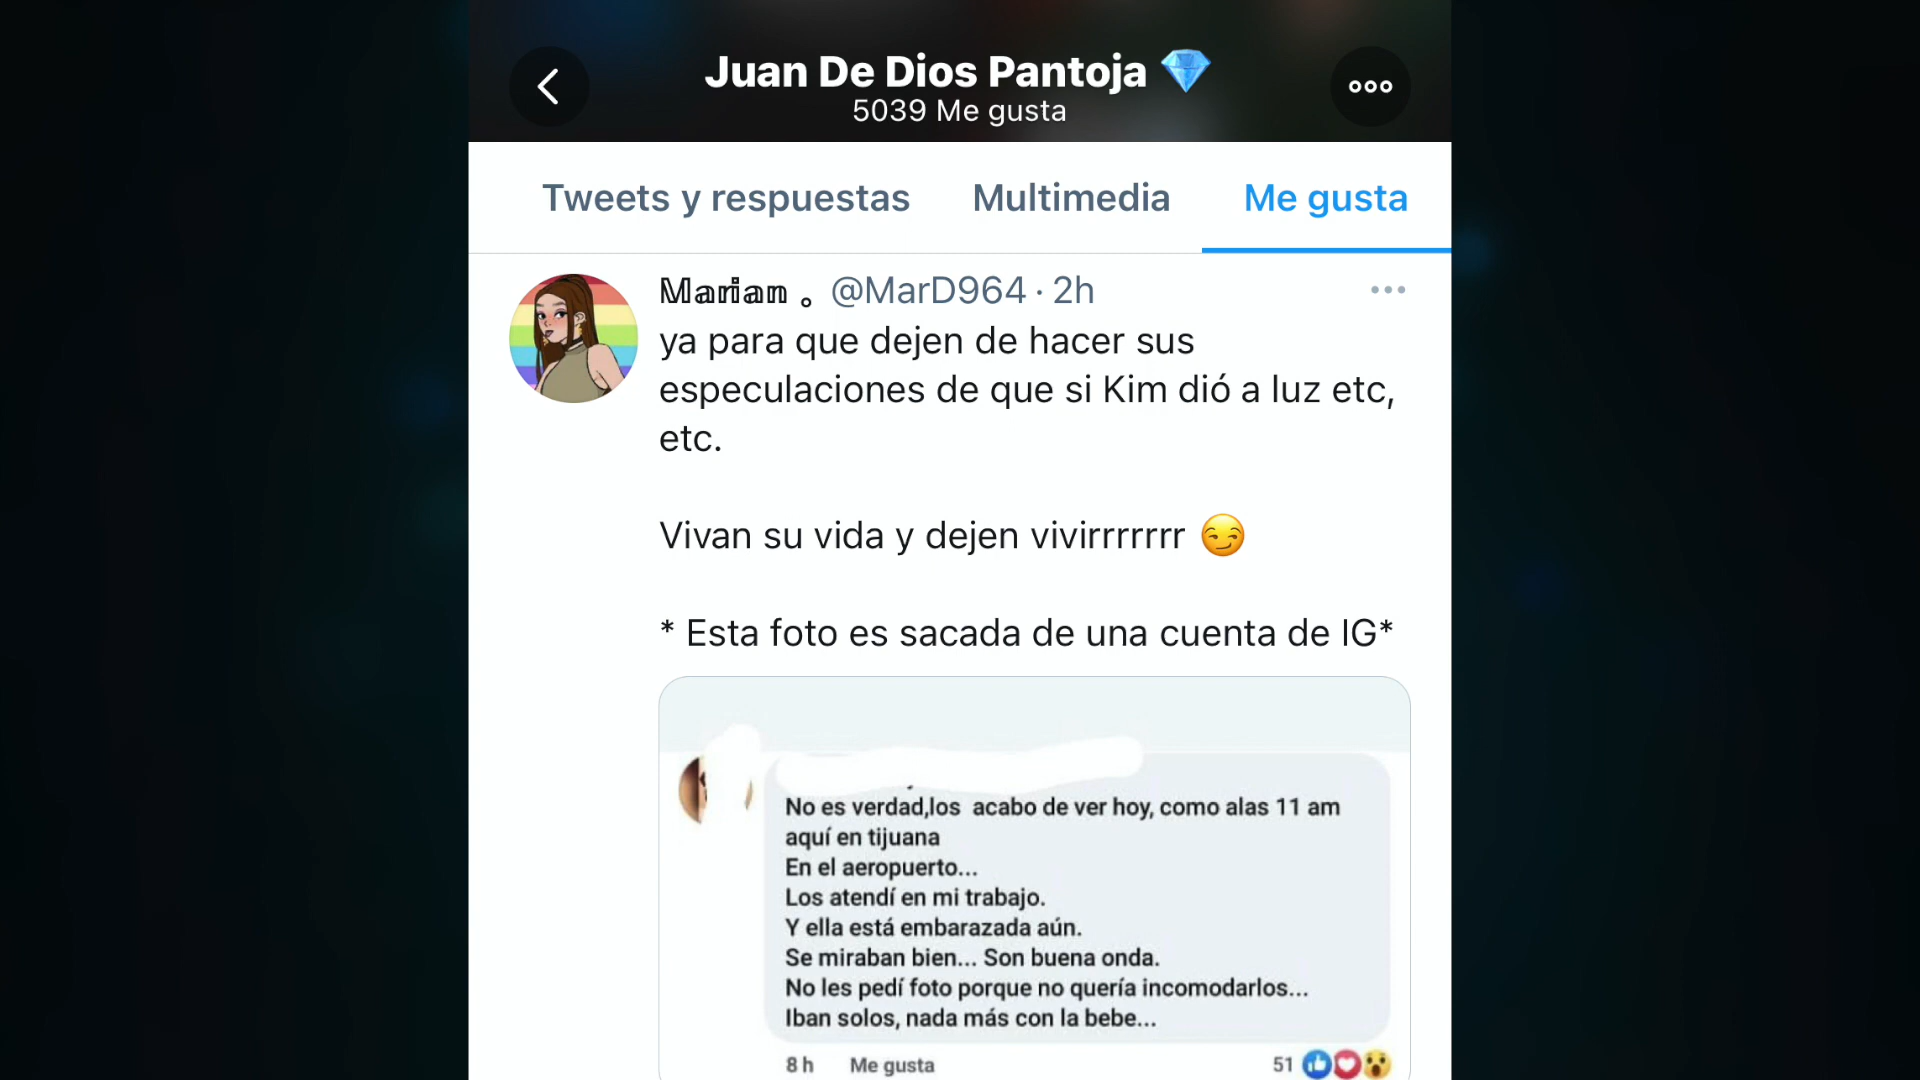 Juan De Dios Pantoja 💎
5039 Me gusta
Tweets y respuestas
Multimedia
Me gusta
Mariam 。 @MarD964 · 2h
ya para que dejen de hacer sus
especulaciones de que si Kim dió a luz etc,
etc.
Vivan su vida y dejen vivirrrrrrr 😏
* Esta foto es sacada de una cuenta de IG*
No es verdad,los acabo de ver hoy, como alas 11 am
aquí en tijuana
En el aeropuerto...
Los atendí en mi trabajo.
Y ella está embarazada aún.
Se miraban bien... Son buena onda.
No les pedí foto porque no quería incomodarlos...
Iban solos, nada más con la bebe...
8 h Me gusta 51